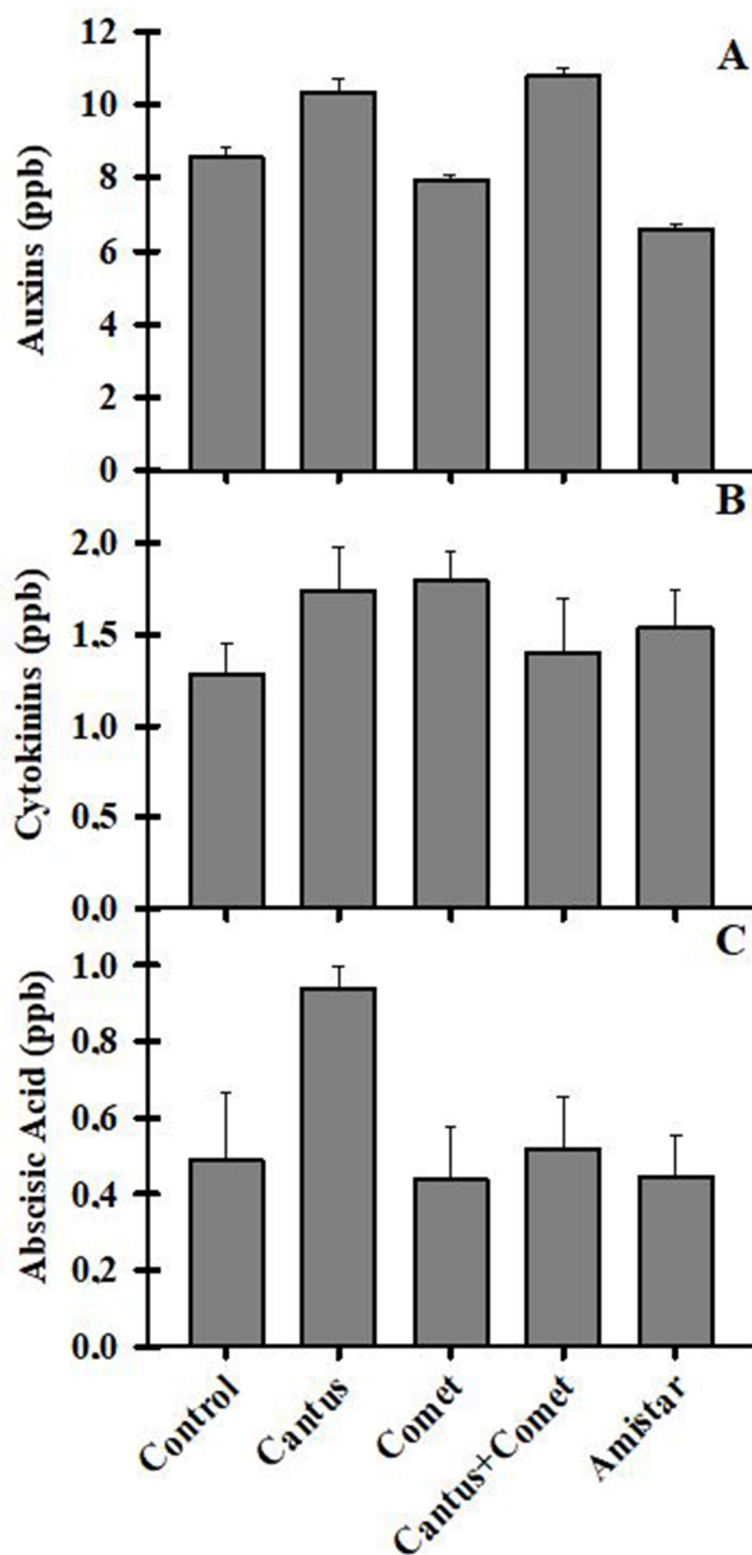 A
Auxins (ppb)
12
10
8
6
4
2
0
B
Cytokinins (ppb)
2.0
1.5
1.0
0.5
0.0
C
Abscisic Acid (ppb)
1.0
0.8
0.6
0.4
0.2
0.0
Control
Cantus
Comet
Cantus+Comet
Amistar